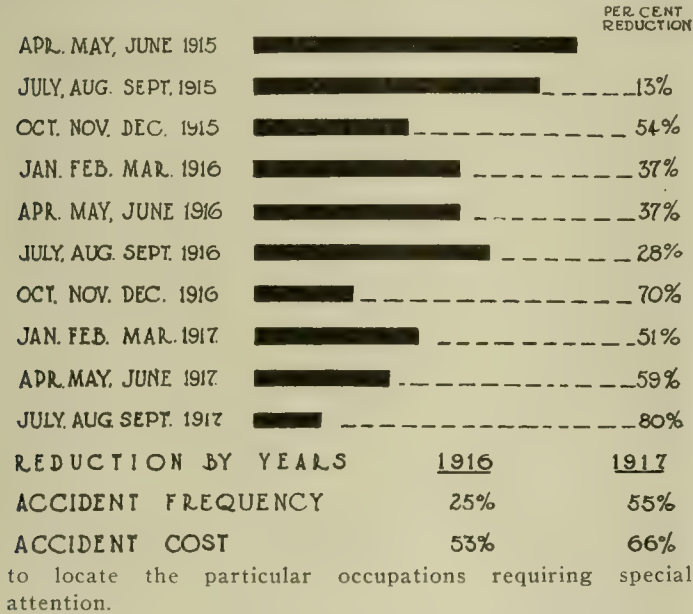 PER CENT
REDUCTION
APR. MAY, JUNE 1915
JULY, AUG. SEPT. 1915 13%
OCT. NOV. DEC. 1915 54%
JAN. FEB. MAR. 1916 37%
APR. MAY, JUNE 1916 37%
JULY, AUG. SEPT. 1916 28%
OCT. NOV. DEC. 1916 70%
JAN. FEB. MAR. 1917 51%
APR. MAY, JUNE 1917 59%
JULY, AUG SEPT. 1917 80%
REDUCTION BY YEARS 1916 1917
ACCIDENT FREQUENCY 25% 55%
ACCIDENT COST 53% 66%
to locate the particular occupations requiring special
attention.